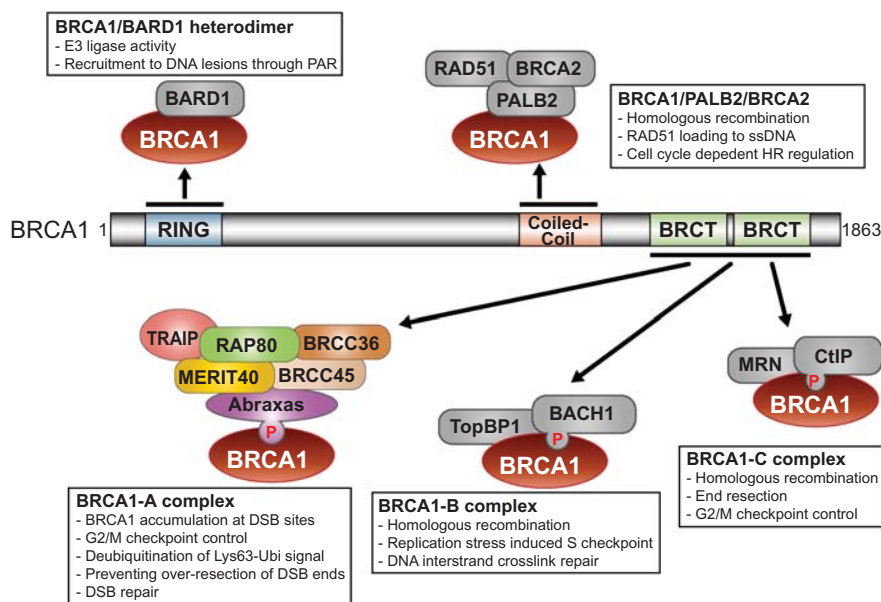 BRCA1/BARD1 heterodimer
- E3 ligase activity
- Recruitment to DNA lesions through PAR
BARD1
BRCA1
RAD51
BRCA2
PALB2
BRCA1
BRCA1/PALB2/BRCA2
- Homologous recombination
- RAD51 loading to ssDNA
- Cell cycle depedent HR regulation
BRCA1 1
RING
Coiled-
Coil
BRCT
BRCT
1863
TRAIP
RAP80
BRCC36
MERIT40
BRCC45
Abraxas
P
BRCA1
BRCA1-A complex
- BRCA1 accumulation at DSB sites
- G2/M checkpoint control
- Deubiquitination of Lys63-Ubi signal
- Preventing over-resection of DSB ends
- DSB repair
TopBP1
BACH1
P
BRCA1
BRCA1-B complex
- Homologous recombination
- Replication stress induced S checkpoint
- DNA interstrand crosslink repair
MRN
CtIP
P
BRCA1
BRCA1-C complex
- Homologous recombination
- End resection
- G2/M checkpoint control